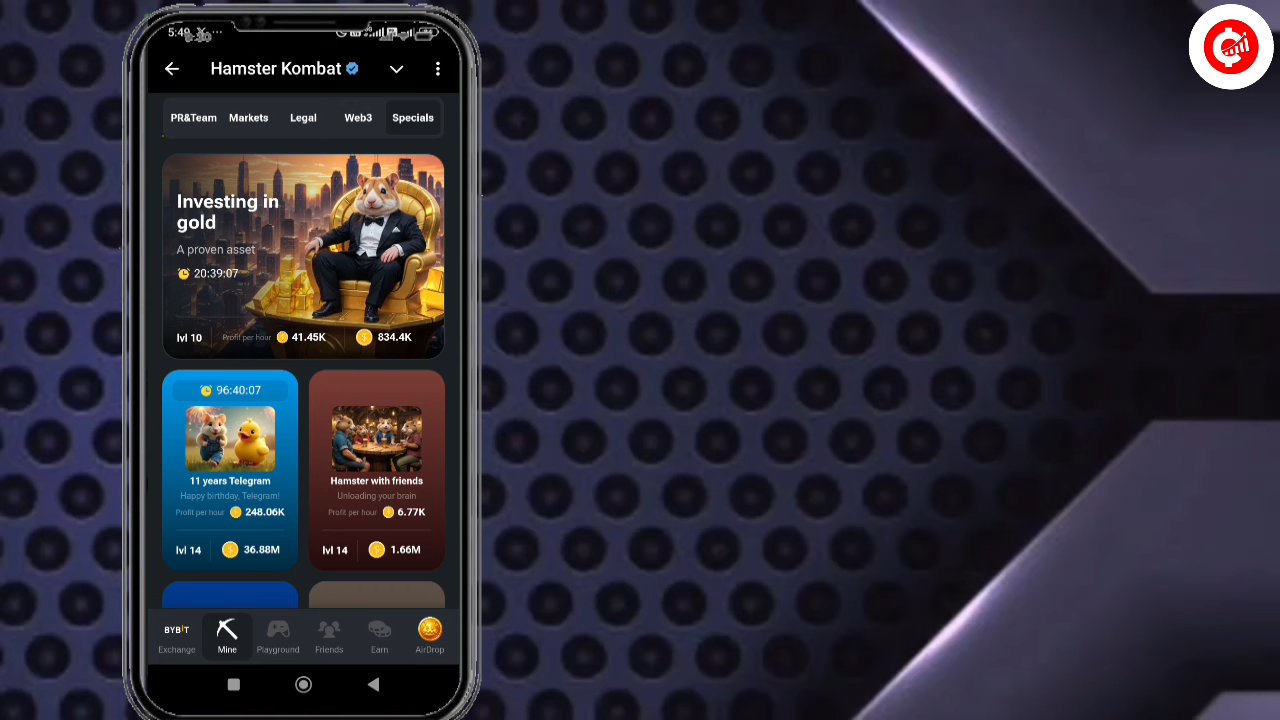 5:49
Hamster Kombat
PR&Team Markets Legal Web3 Specials
Investing in
gold
A proven asset
20:39:07
lvl 10 Profit per hour 41.45K 834.4K
96:40:07
11 years Telegram
Happy birthday, Telegram!
Profit per hour 248.06K
lvl 14 36.88M
Hamster with friends
Unloading your brain
Profit per hour 6.77K
lvl 14 1.66M
BYBIT
Exchange Mine Playground Friends Earn AirDrop